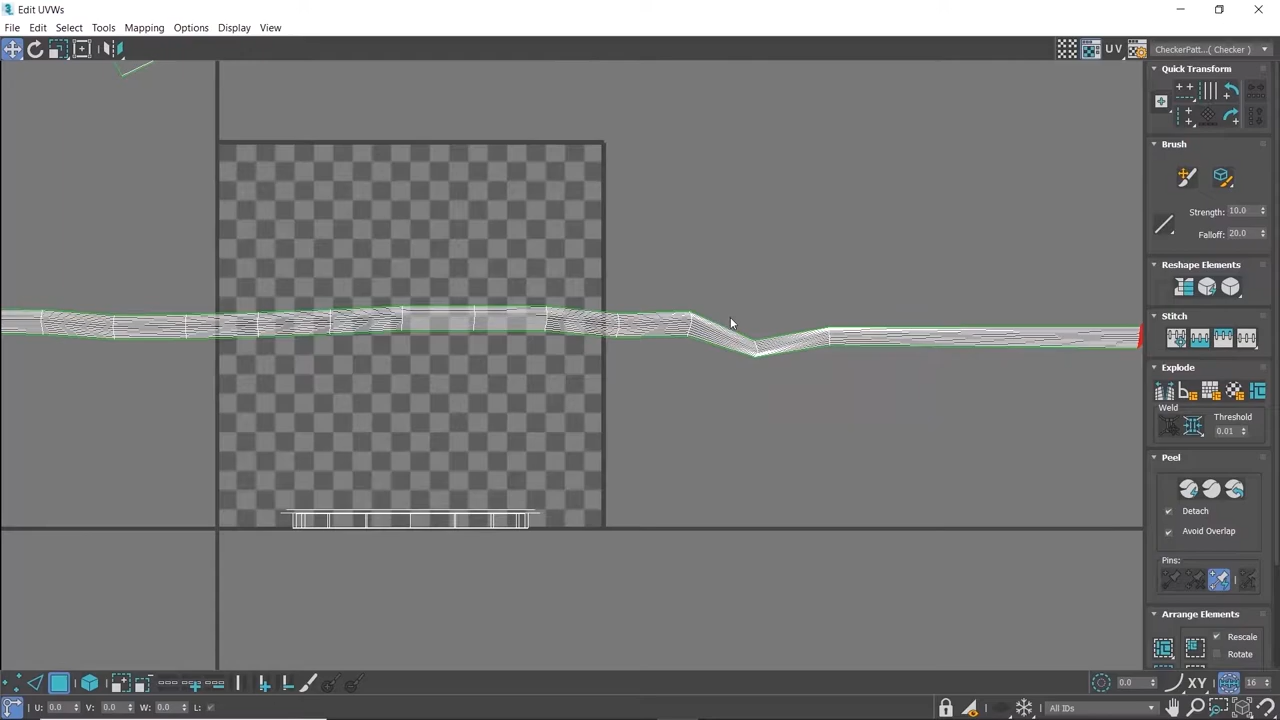 Edit UVWs
File Edit Select Tools Mapping Options Display View
UV
CheckerPatt...( Checker )
Quick Transform
Brush
Strength: 10.0
Falloff: 20.0
Reshape Elements
Stitch
Explode
Weld
Threshold
0.01
Peel
Detach
Avoid Overlap
Pins:
Arrange Elements
Rescale
Rotate
0.0
XY
16
U: 0.0 V: 0.0 W: 0.0 L:
All IDs